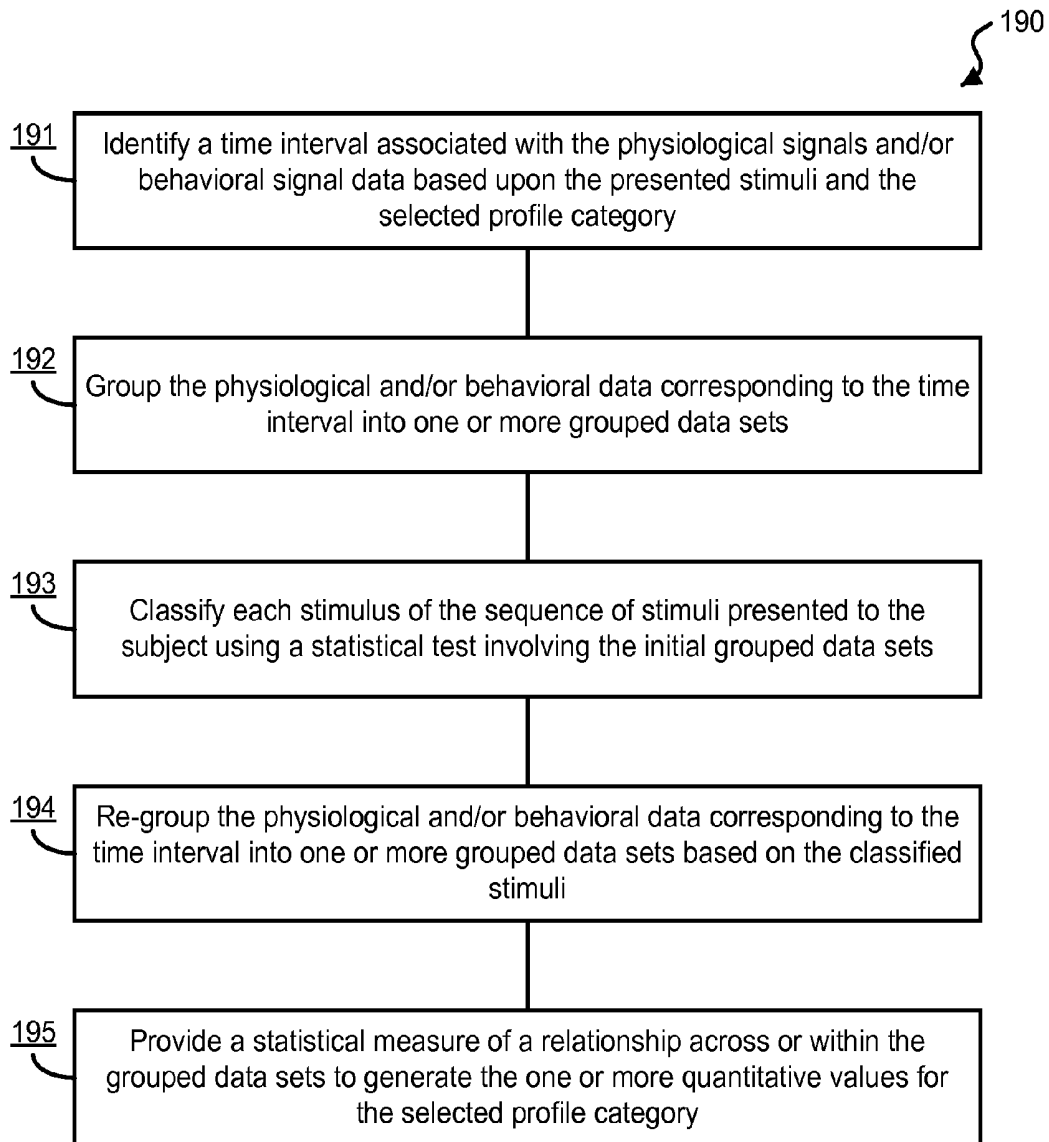 190
191
Identify a time interval associated with the physiological signals and/or
behavioral signal data based upon the presented stimuli and the
selected profile category
192
Group the physiological and/or behavioral data corresponding to the time
interval into one or more grouped data sets
193
Classify each stimulus of the sequence of stimuli presented to the
subject using a statistical test involving the initial grouped data sets
194
Re-group the physiological and/or behavioral data corresponding to the
time interval into one or more grouped data sets based on the classified
stimuli
195
Provide a statistical measure of a relationship across or within the
grouped data sets to generate the one or more quantitative values for
the selected profile category